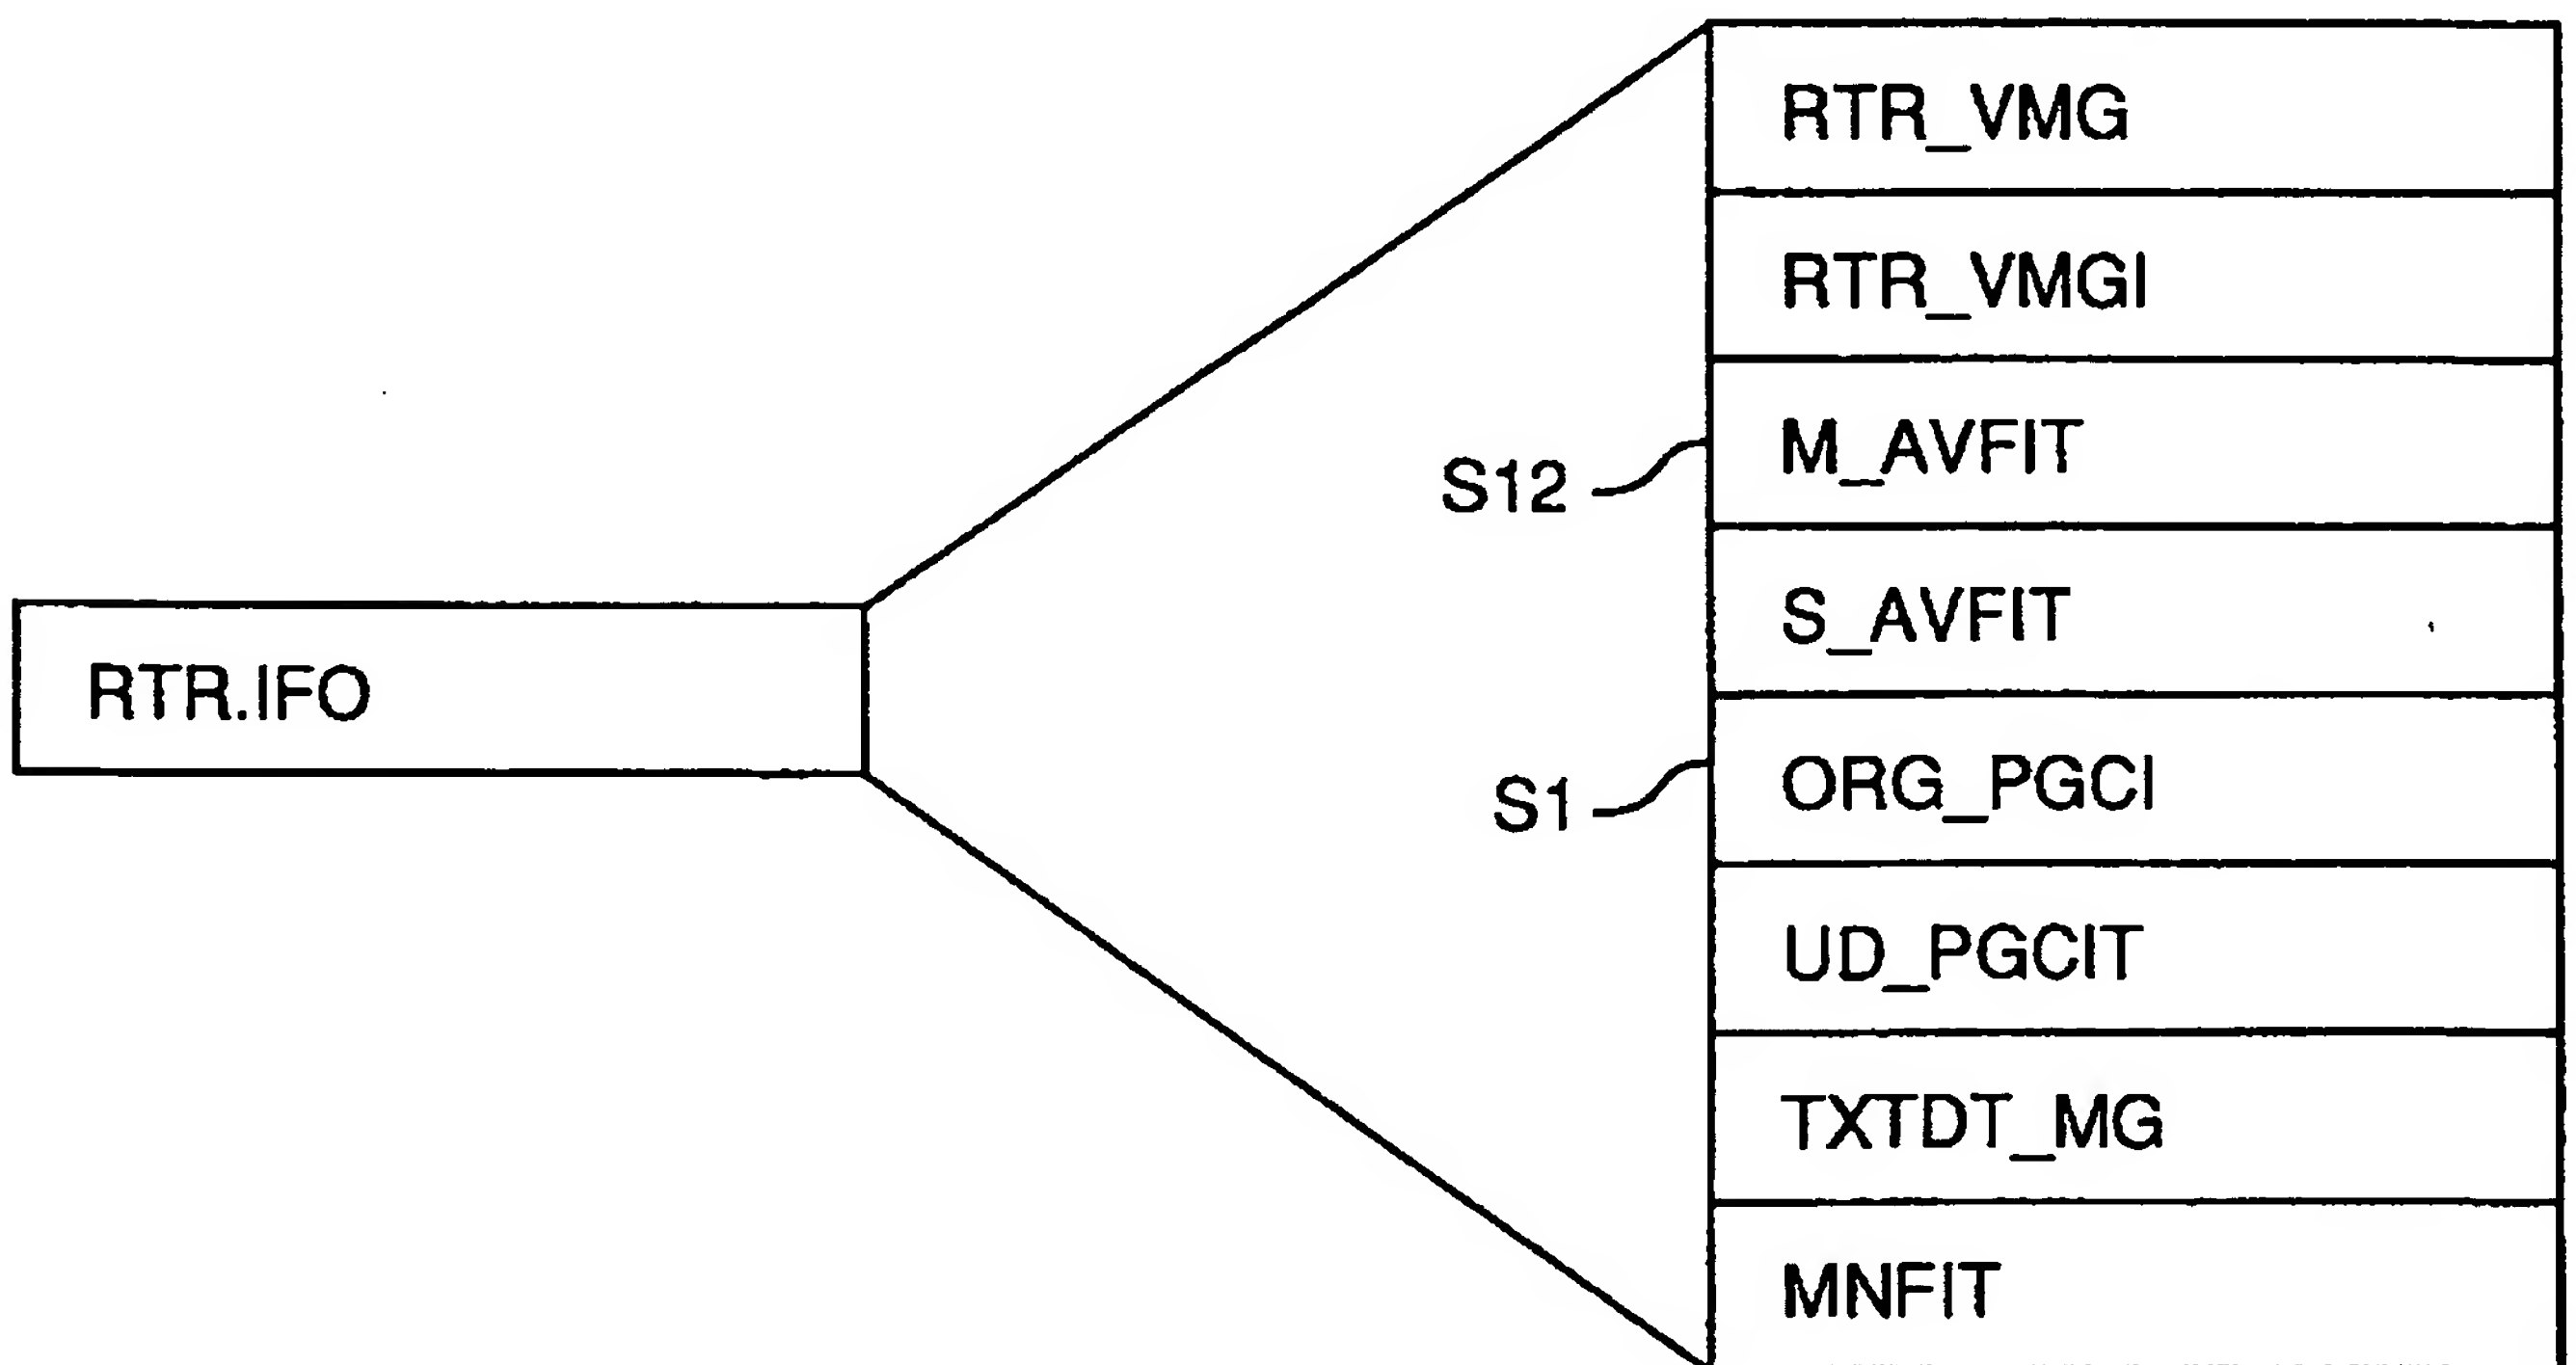 RTR.IFO
RTR_VMG
RTR_VMGI
S12
M_AVFIT
S_AVFIT
S1
ORG_PGCI
UD_PGCIT
TXTDT_MG
MNFIT